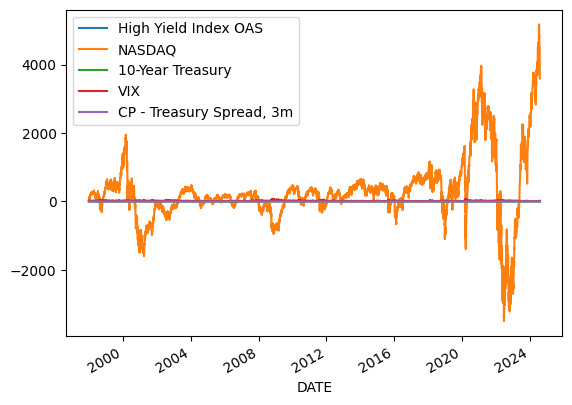 High Yield Index OAS
NASDAQ
10-Year Treasury
VIX
CP - Treasury Spread, 3m
4000
2000
0
−2000
2000
2004
2008
2012
2016
2020
2024
DATE